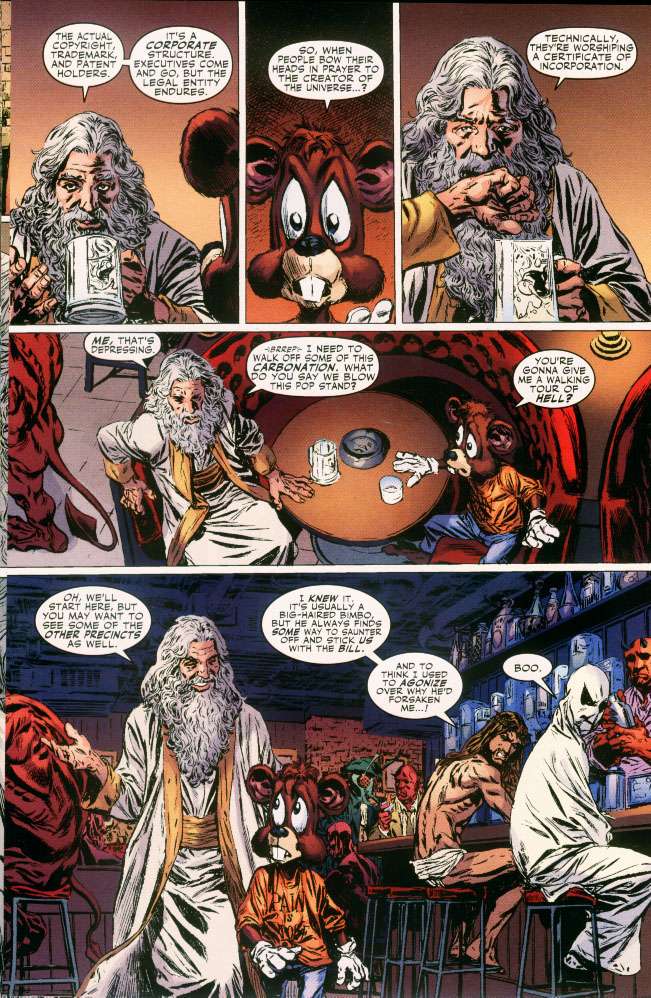 THE ACTUAL
COPYRIGHT,
TRADEMARK,
AND PATENT
HOLDERS.
IT'S A
CORPORATE
STRUCTURE.
EXECUTIVES COME
AND GO, BUT THE
LEGAL ENTITY
ENDURES.
SO, WHEN
PEOPLE BOW THEIR
HEADS IN PRAYER TO
THE CREATOR OF
THE UNIVERSE...?
TECHNICALLY,
THEY'RE WORSHIPING
A CERTIFICATE OF
INCORPORATION.
ME, THAT'S
DEPRESSING.
-:BRREP:- I NEED TO
WALK OFF SOME OF THIS
CARBONATION. WHAT
DO YOU SAY WE BLOW
THIS POP STAND?
YOU'RE
GONNA GIVE
ME A WALKING
TOUR OF
HELL?
OH, WE'LL
START HERE, BUT
YOU MAY WANT TO
SEE SOME OF THE
OTHER PRECINCTS
AS WELL.
I KNEW IT.
IT'S USUALLY A
BIG-HAIRED BIMBO,
BUT HE ALWAYS FINDS
SOME WAY TO SAUNTER
OFF AND STICK US
WITH THE BILL.
AND TO
THINK I USED
TO AGONIZE
OVER WHY HE'D
FORSAKEN
ME...!
BOO.
PAIN
IS